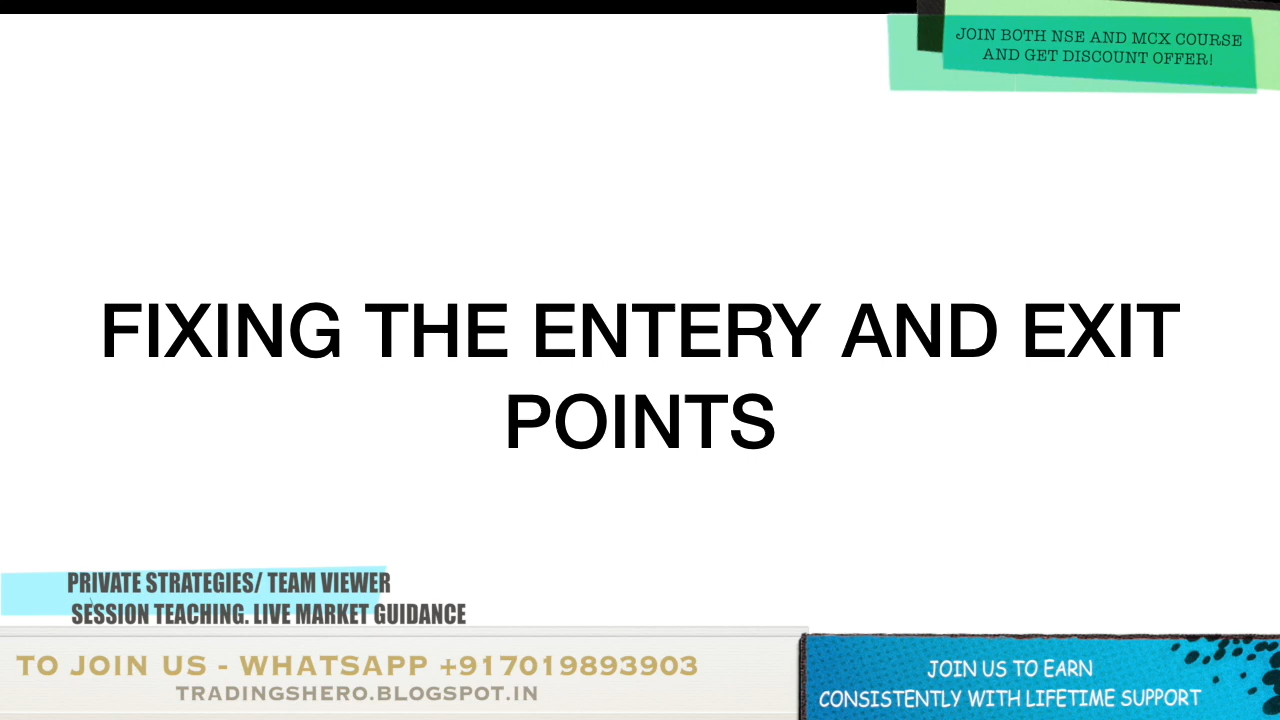 JOIN BOTH NSE AND MCX COURSE
AND GET DISCOUNT OFFER!
FIXING THE ENTERY AND EXIT
POINTS
PRIVATE STRATEGIES/ TEAM VIEWER
SESSION TEACHING. LIVE MARKET GUIDANCE
TO JOIN US - WHATSAPP +917019893903
TRADINGSHERO.BLOGSPOT.IN
JOIN US TO EARN
CONSISTENTLY WITH LIFETIME SUPPORT